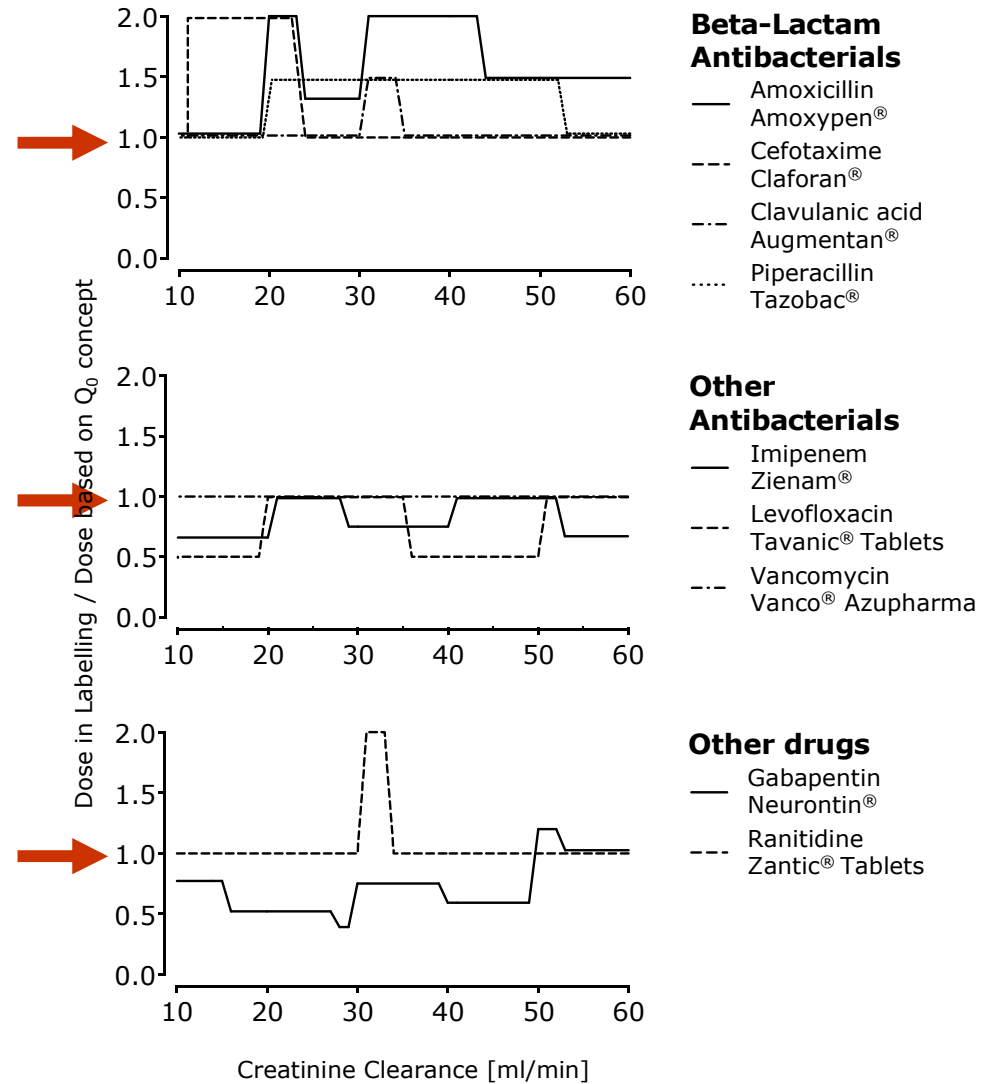 Dose in Labelling / Dose based on Q₀ concept
2.0
1.5
1.0
0.5
0.0
10 20 30 40 50 60
Beta-Lactam
Antibacterials
Amoxicillin
Amoxypen®
Cefotaxime
Claforan®
Clavulanic acid
Augmentan®
Piperacillin
Tazobac®
2.0
1.5
1.0
0.5
0.0
10 20 30 40 50 60
Other
Antibacterials
Imipenem
Zienam®
Levofloxacin
Tavanic® Tablets
Vancomycin
Vanco® Azupharma
2.0
1.5
1.0
0.5
0.0
10 20 30 40 50 60
Other drugs
Gabapentin
Neurontin®
Ranitidine
Zantic® Tablets
Creatinine Clearance [ml/min]